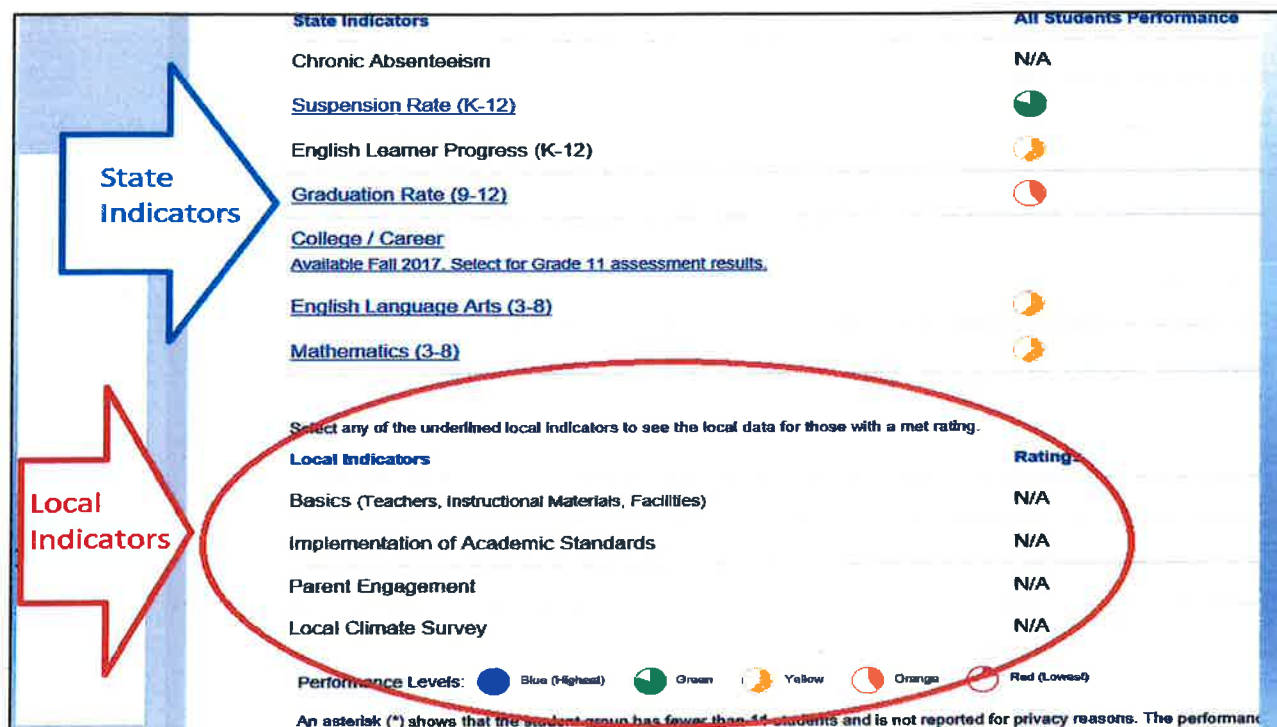 State Indicators All Students Performance
Chronic Absenteeism N/A
Suspension Rate (K-12)
English Learner Progress (K-12)
State
Indicators
Graduation Rate (9-12)
College / Career
Available Fall 2017. Select for Grade 11 assessment results.
English Language Arts (3-8)
Mathematics (3-8)
Select any of the underlined local indicators to see the local data for those with a met rating.
Local Indicators Ratings
Local
Indicators
Basics (Teachers, Instructional Materials, Facilities) N/A
Implementation of Academic Standards N/A
Parent Engagement N/A
Local Climate Survey N/A
Performance Levels: Blue (Highest) Green Yellow Orange Red (Lowest)
An asterisk (*) shows that the student group has fewer than 11 students and is not reported for privacy reasons. The performanc